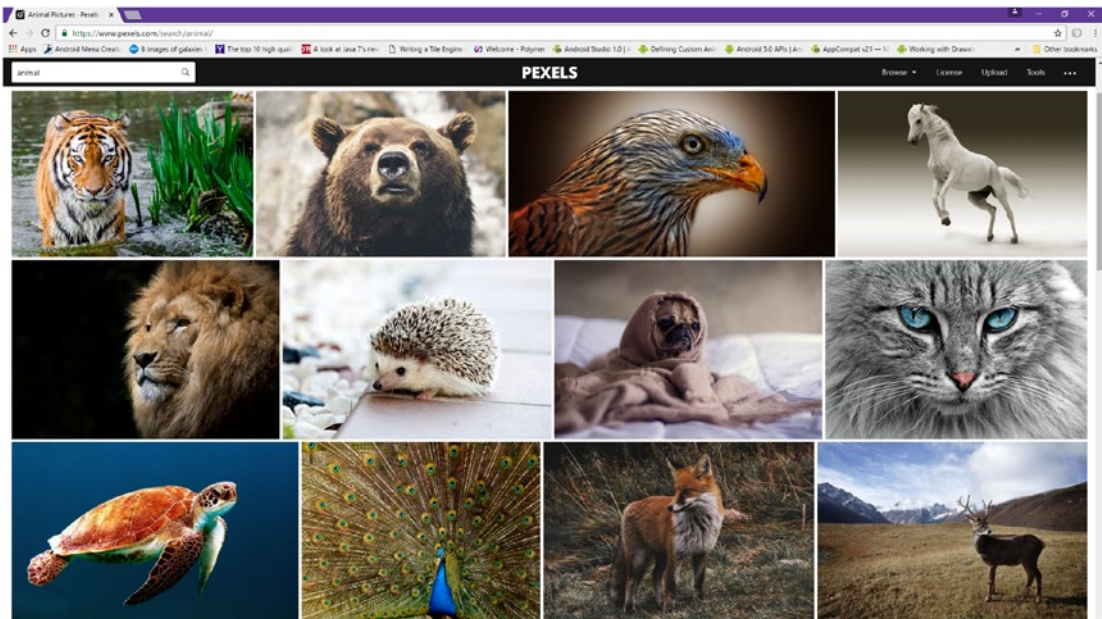 Animal Pictures · Pexels
https://www.pexels.com/search/animal/
Apps Android Menu Creati 8 images of galaxies f The top 10 high quali A look at Java 7's new Writing a Tile Engine Welcome - Polymer Android Studio 1.0 | A Defining Custom Ani Android 5.0 APIs | An AppCompat v21 — M Working with Drawab » Other bookmarks
animal PEXELS Browse License Upload Tools